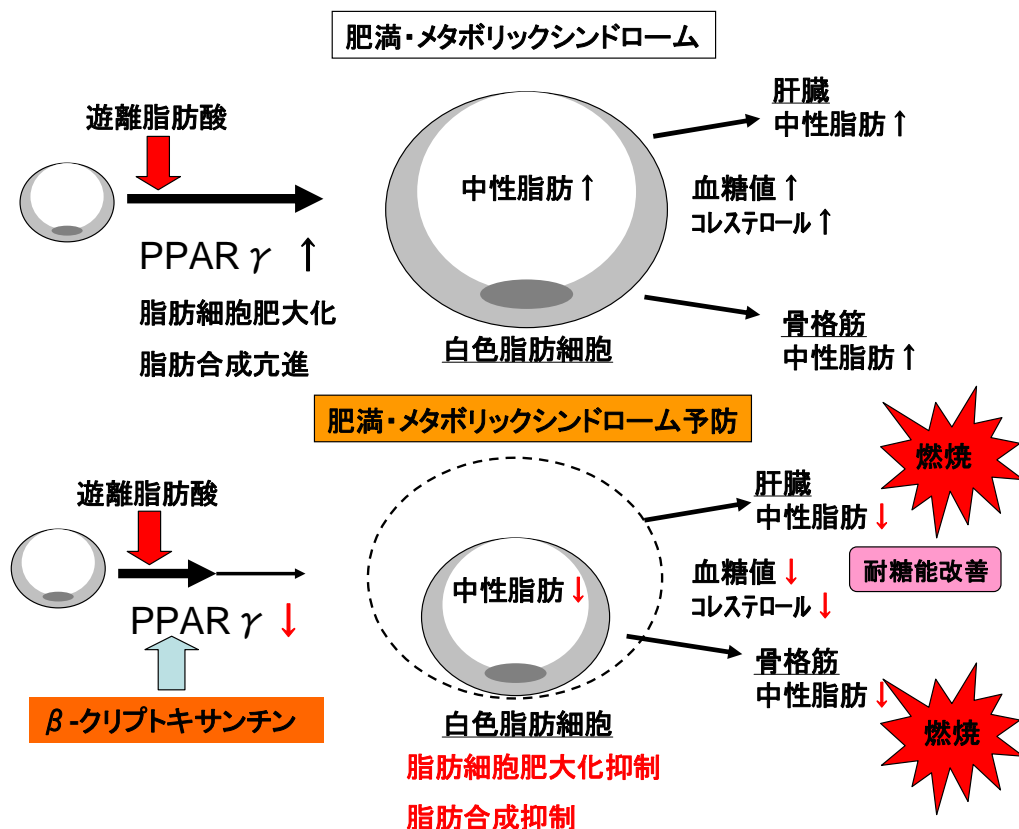 肥満・メタボリックシンドローム
遊離脂肪酸
PPARγ ↑
脂肪細胞肥大化
脂肪合成亢進
中性脂肪↑
白色脂肪細胞
肝臓
中性脂肪↑
血糖値↑
コレステロール↑
骨格筋
中性脂肪↑
肥満・メタボリックシンドローム予防
遊離脂肪酸
PPARγ ↓
β-クリプトキサンチン
中性脂肪↓
白色脂肪細胞
脂肪細胞肥大化抑制
脂肪合成抑制
肝臓
中性脂肪↓
燃焼
血糖値↓
コレステロール↓
耐糖能改善
骨格筋
中性脂肪↓
燃焼